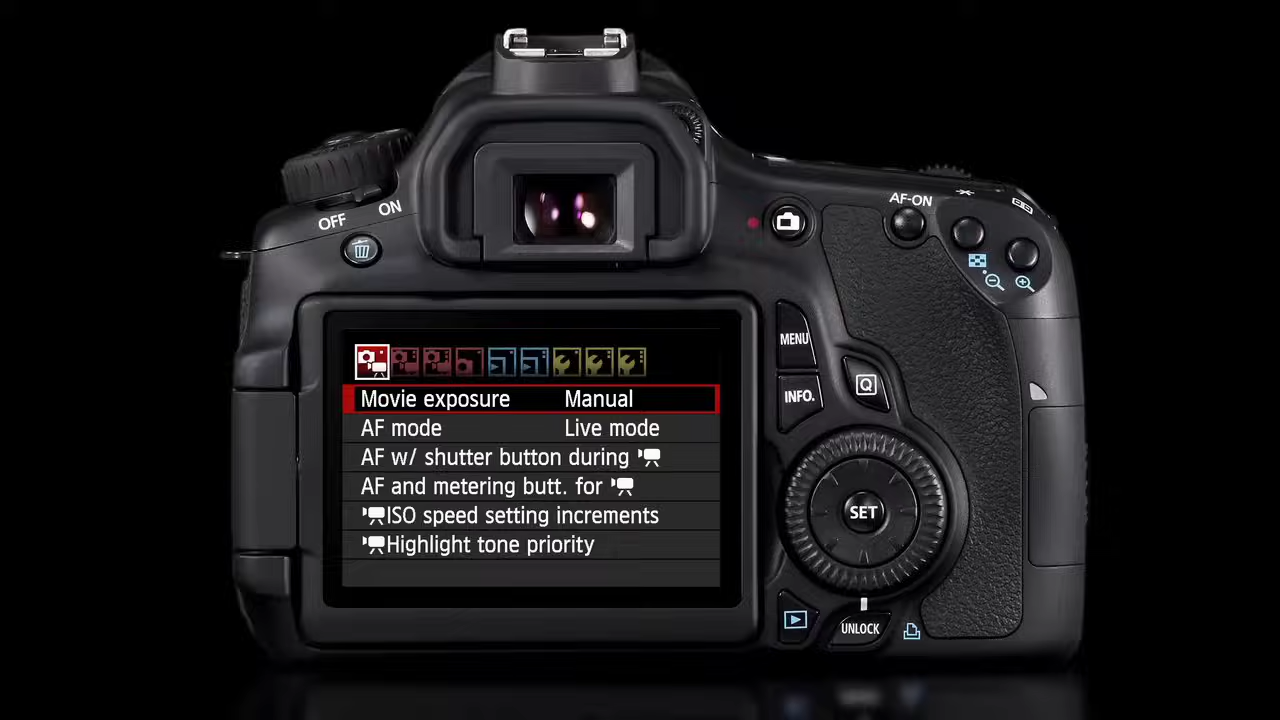 OFF ON
AF-ON
MENU
INFO.
Q
Movie exposure Manual
AF mode Live mode
AF w/ shutter button during
AF and metering butt. for
ISO speed setting increments
Highlight tone priority
SET
UNLOCK